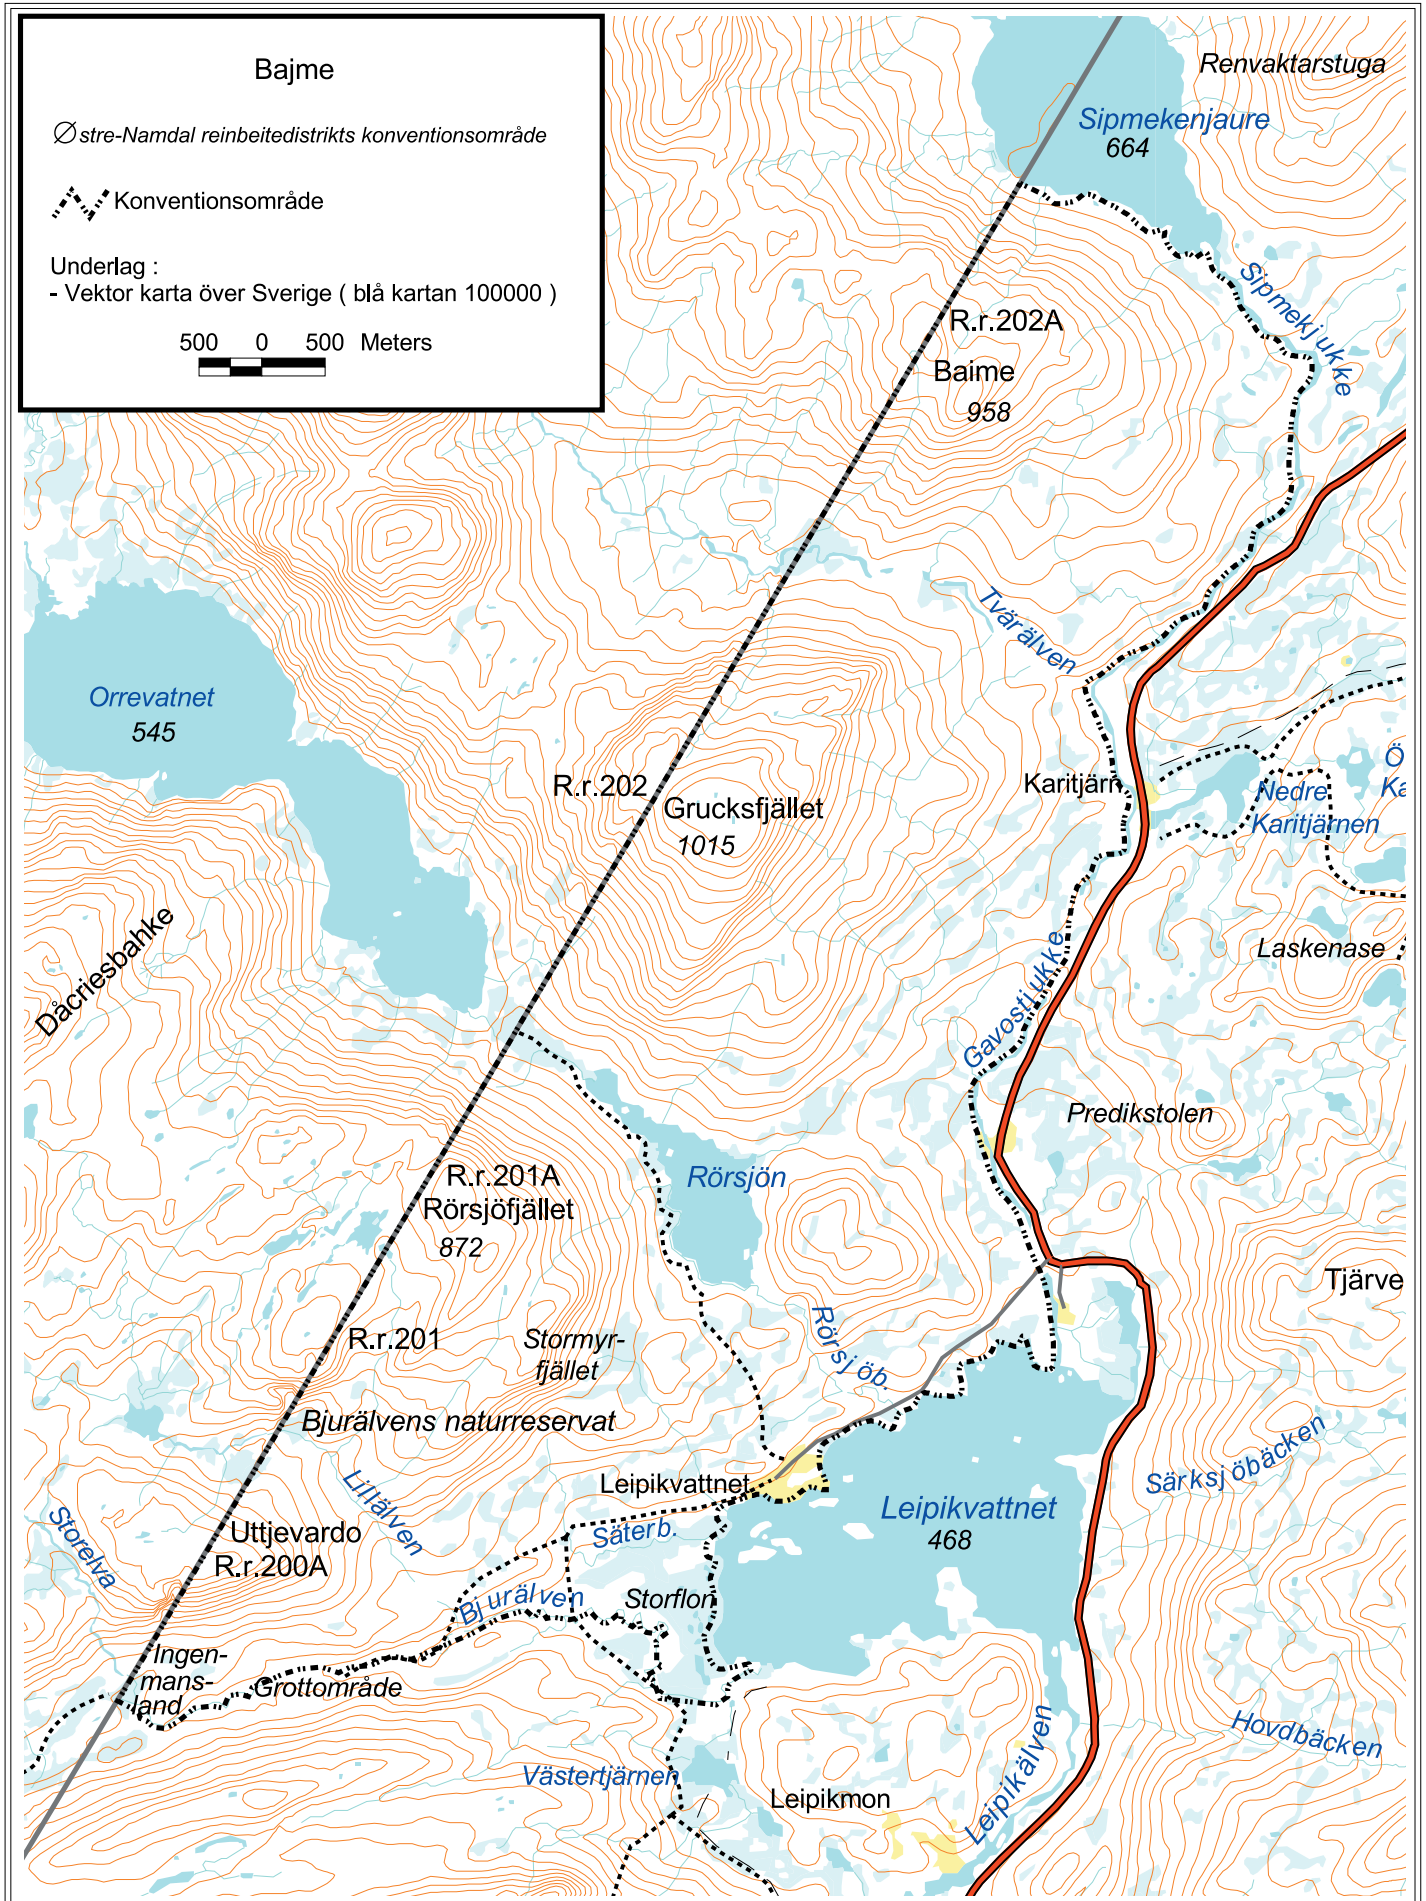 Bajme
Østre-Namdal reinbeitedistrikts konventionsområde
Konventionsområde
Underlag :
- Vektor karta över Sverige ( blå kartan 100000 )
500 0 500 Meters
Renvaktarstuga
Sipmekenjaure
664
Sipmekjukke
R.r.202A
Baime
958
Tvärälven
Orrevatnet
545
R.r.202
Grucksfjället
1015
Karitjärn
Nedre
Karitjärnen
Ö
Ka
Dåcriesbahke
Laskenase
Gavostjukke
Predikstolen
R.r.201A
Rörsjöfjället
872
Rörsjön
Tjärve
R.r.201
Stormyr-
fjället
Rörsjöb.
Bjurälvens naturreservat
Lillälven
Leipikvattnet
Särksjöbäcken
Leipikvattnet
468
Storelva
Uttjevardo
R.r.200A
Säterb.
Bjurälven
Storflon
Ingen-
mans-
land
Grottområde
Hovdbäcken
Västertjärnen
Leipikmon
Leipikälven